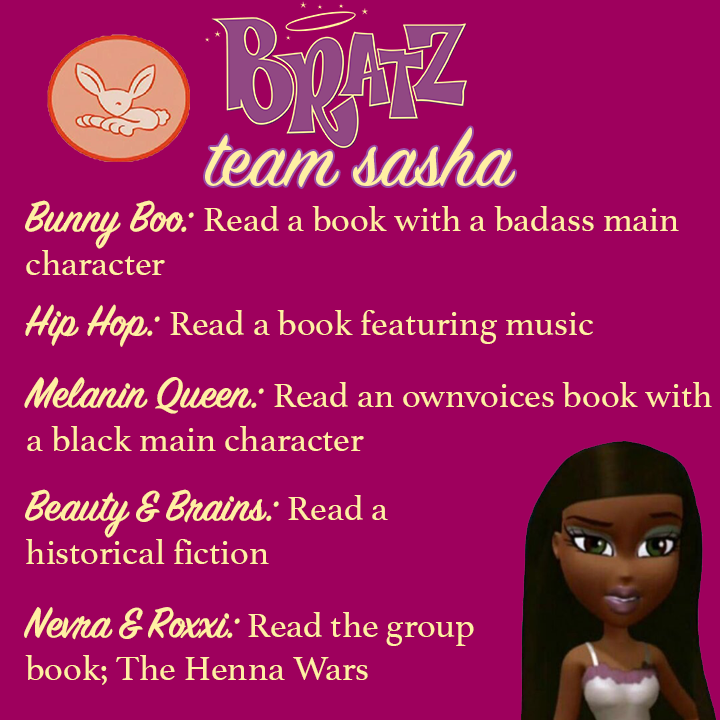 BRATZ
team sasha
Bunny Boo: Read a book with a badass main
character
Hip Hop: Read a book featuring music
Melanin Queen: Read an ownvoices book with
a black main character
Beauty & Brains: Read a
historical fiction
Nevra & Roxxi: Read the group
book; The Henna Wars